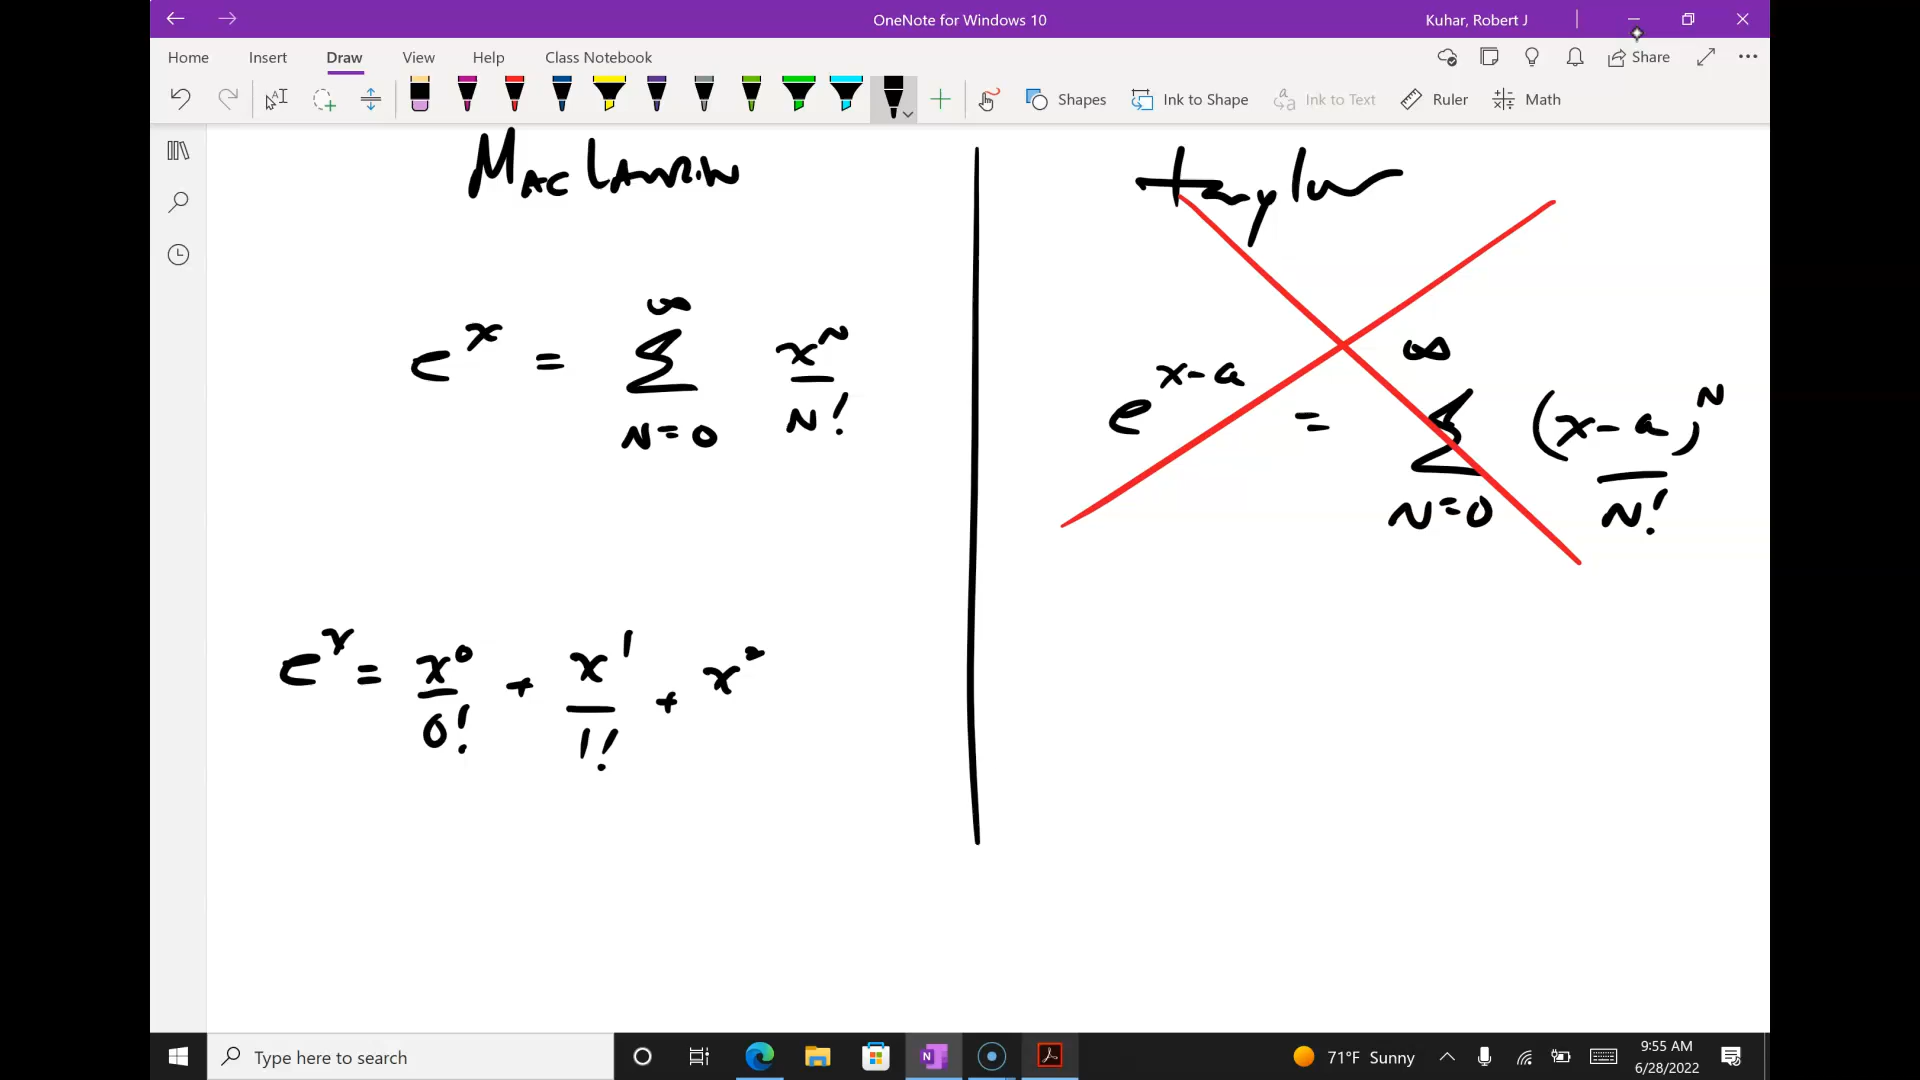 OneNote for Windows 10
Kuhar, Robert J
Home Insert Draw View Help Class Notebook Share
Shapes Ink to Shape Ink to Text Ruler Math
MacLaurin
Taylor
e^x = ∑_{N=0}^{∞} x^N / N!
e^{x-a} = ∑_{N=0}^{∞} (x-a)^N / N!
e^x = x^0/0! + x^1/1! + x^2
Type here to search
71°F Sunny
9:55 AM
6/28/2022